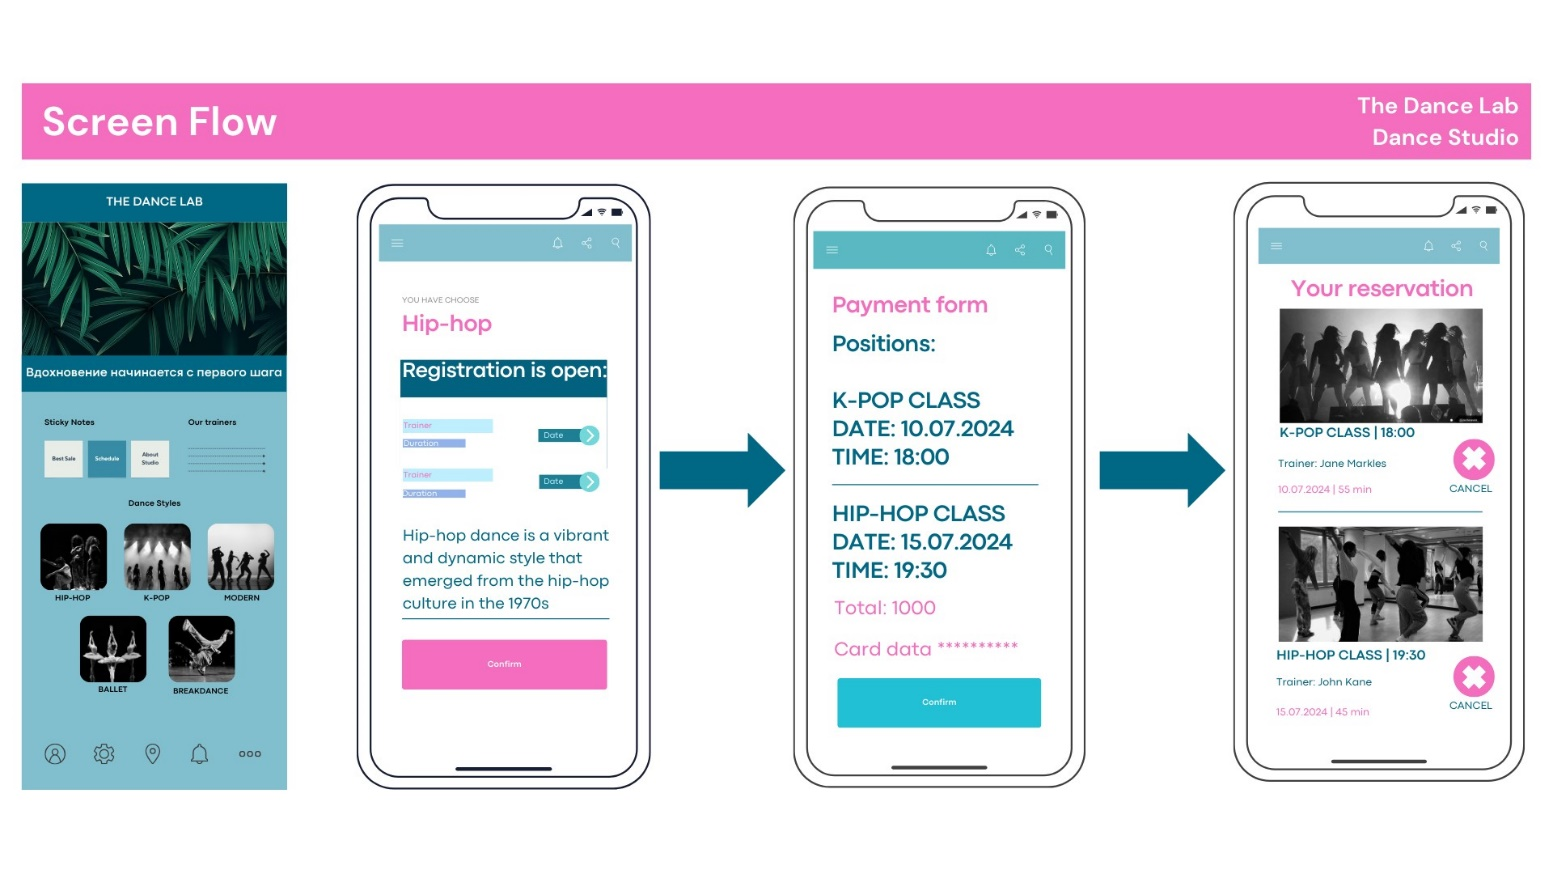 Screen Flow
The Dance Lab
Dance Studio
THE DANCE LAB
Вдохновение начинается с первого шага
Sticky Notes
Our trainers
Best Sale
Schedule
About
Studio
Dance Styles
HIP-HOP
K-POP
MODERN
BALLET
BREAKDANCE
YOU HAVE CHOOSE
Hip-hop
Registration is open:
Trainer
Duration
Date
Trainer
Duration
Date
Hip-hop dance is a vibrant
and dynamic style that
emerged from the hip-hop
culture in the 1970s
Confirm
Payment form
Positions:
K-POP CLASS
DATE: 10.07.2024
TIME: 18:00
HIP-HOP CLASS
DATE: 15.07.2024
TIME: 19:30
Total: 1000
Card data **********
Confirm
Your reservation
K-POP CLASS | 18:00
Trainer: Jane Markles
10.07.2024 | 55 min
CANCEL
HIP-HOP CLASS | 19:30
Trainer: John Kane
15.07.2024 | 45 min
CANCEL